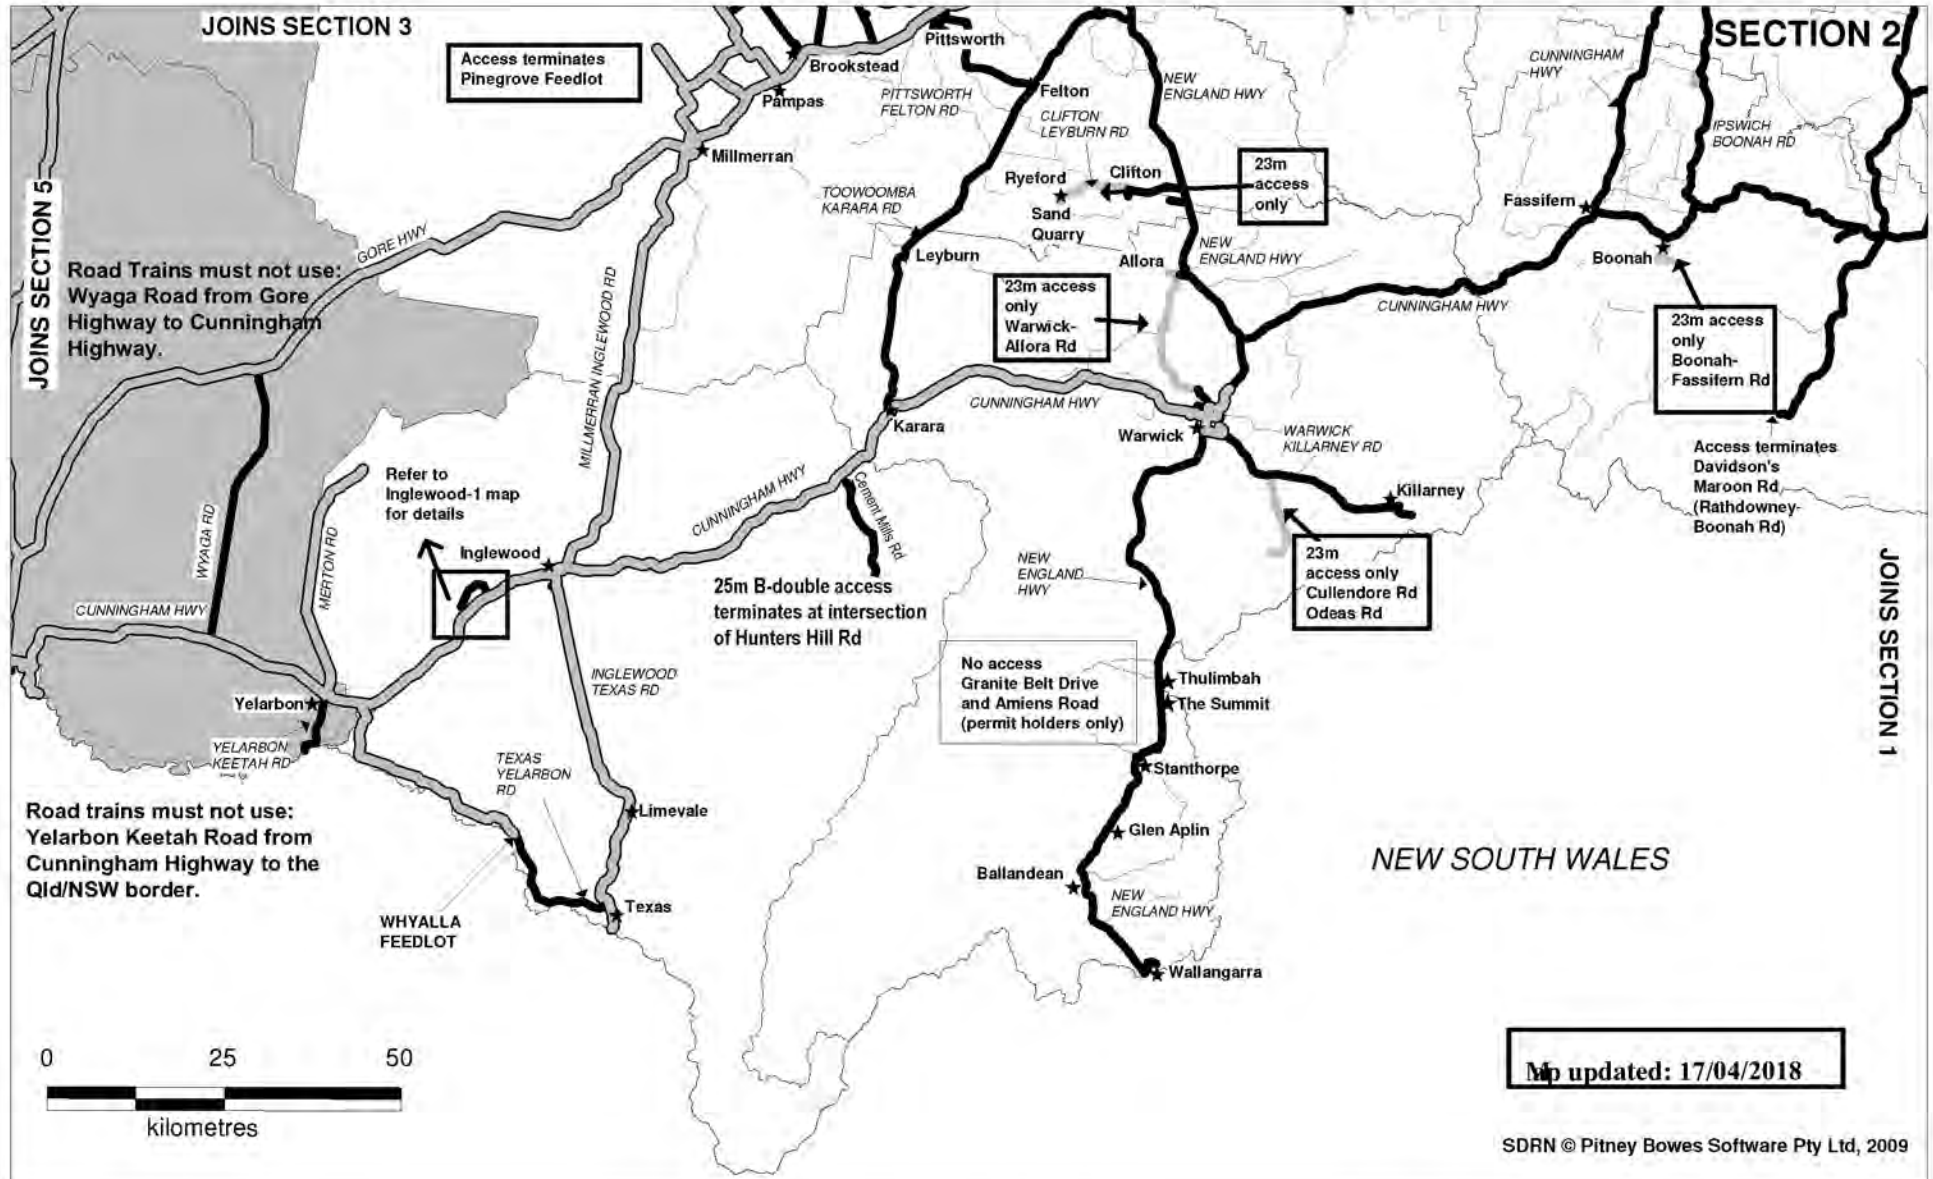 JOINS SECTION 3
SECTION 2
Access terminates
Pinegrove Feedlot
Brookstead
Pittsworth
Pampas
PITTSWORTH
FELTON RD
Felton
NEW
ENGLAND HWY
CUNNINGHAM
HWY
IPSWICH
BOONAH RD
CLIFTON
LEYBURN RD
Millmerran
Ryeford
Clifton
Sand
Quarry
23m
access
only
TOOWOOMBA
KARARA RD
Fassifern
JOINS SECTION 5
GORE HWY
Leyburn
Allora
NEW
ENGLAND HWY
Boonah
Road Trains must not use:
Wyaga Road from Gore
Highway to Cunningham
Highway.
MILLMERRAN INGLEWOOD RD
23m access
only
Warwick-
Allora Rd
CUNNINGHAM HWY
23m access
only
Boonah-
Fassifern Rd
CUNNINGHAM HWY
Karara
Warwick
WARWICK
KILLARNEY RD
Access terminates
Davidson's
Maroon Rd
(Rathdowney-
Boonah Rd)
Refer to
Inglewood-1 map
for details
CUNNINGHAM HWY
Cement Mills Rd
Killarney
WYAGA RD
MERTON RD
Inglewood
NEW
ENGLAND
HWY
23m
access only
Cullendore Rd
Odeas Rd
JOINS SECTION 1
CUNNINGHAM HWY
25m B-double access
terminates at intersection
of Hunters Hill Rd
INGLEWOOD
TEXAS RD
No access
Granite Belt Drive
and Amiens Road
(permit holders only)
Thulimbah
The Summit
Yelarbon
YELARBON
KEETAH RD
TEXAS
YELARBON
RD
Stanthorpe
Road trains must not use:
Yelarbon Keetah Road from
Cunningham Highway to the
Qld/NSW border.
Limevale
Glen Aplin
NEW SOUTH WALES
Ballandean
NEW
ENGLAND HWY
WHYALLA
FEEDLOT
Texas
Wallangarra
0 25 50
kilometres
Map updated: 17/04/2018
SDRN © Pitney Bowes Software Pty Ltd, 2009